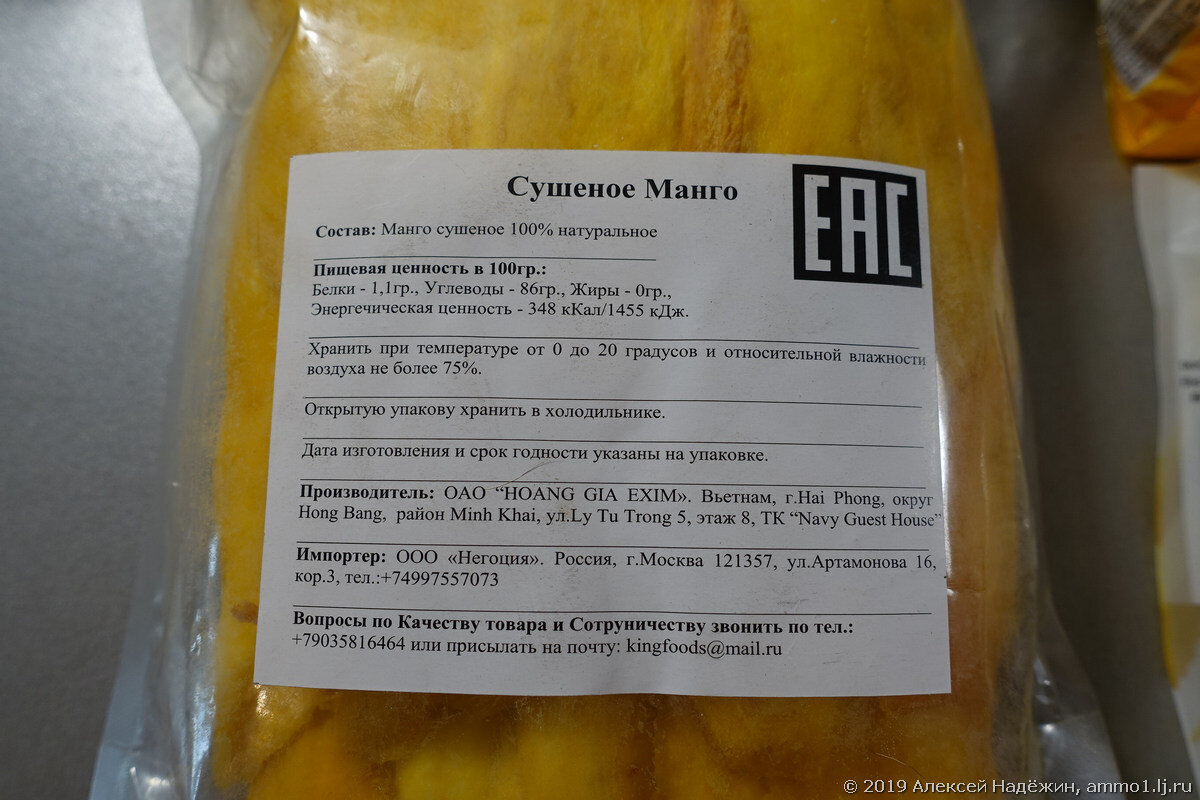 Сушеное Манго
EAC
Состав: Манго сушеное 100% натуральное
Пищевая ценность в 100гр.:
Белки - 1,1гр., Углеводы - 86гр., Жиры - 0гр.,
Энергечическая ценность - 348 кКал/1455 кДж.
Хранить при температуре от 0 до 20 градусов и относительной влажности
воздуха не более 75%.
Открытую упакову хранить в холодильнике.
Дата изготовления и срок годности указаны на упаковке.
Производитель: ОАО “HOANG GIA EXIM». Вьетнам, г.Hai Phong, округ
Hong Bang, район Minh Khai, ул.Ly Tu Trong 5, этаж 8, ТК “Navy Guest House”
Импортер: ООО «Негоция». Россия, г.Москва 121357, ул.Артамонова 16,
кор.3, тел.:+74997557073
Вопросы по Качеству товара и Сотруничеству звонить по тел.:
+79035816464 или присылать на почту: kingfoods@mail.ru
© 2019 Алексей Надёжин, ammo1.lj.ru